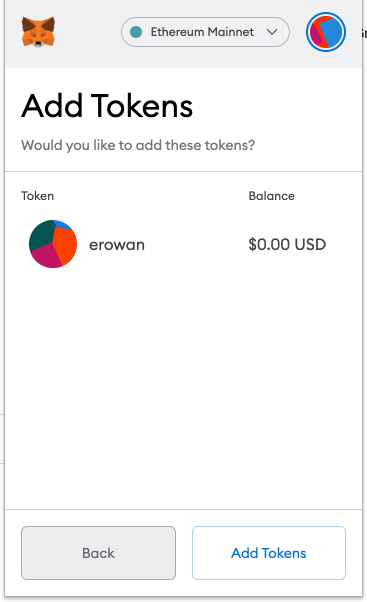 Ethereum Mainnet
Add Tokens
Would you like to add these tokens?
Token Balance
erowan $0.00 USD
Back Add Tokens